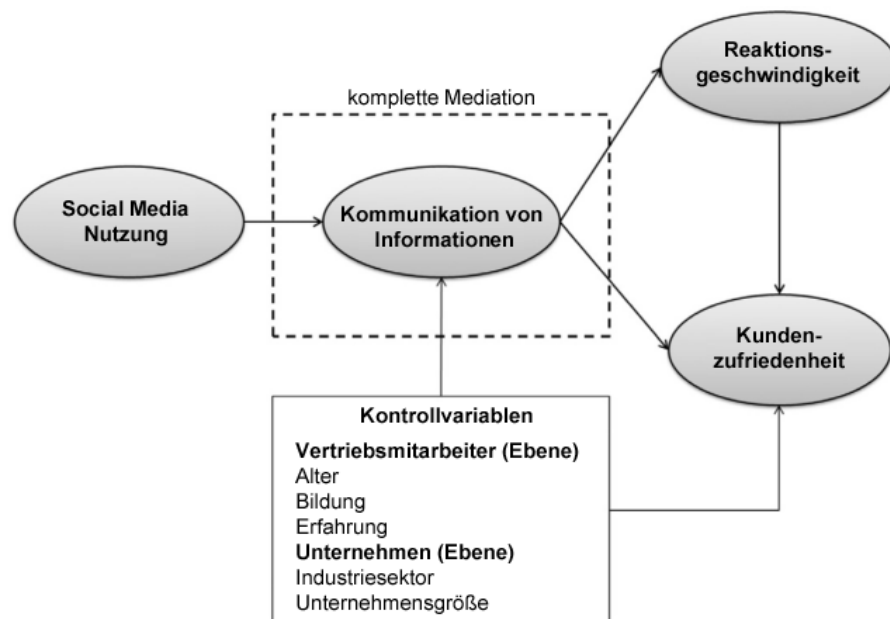 Reaktions-
geschwindigkeit
komplette Mediation
Social Media
Nutzung
Kommunikation von
Informationen
Kunden-
zufriedenheit
Kontrollvariablen
Vertriebsmitarbeiter (Ebene)
Alter
Bildung
Erfahrung
Unternehmen (Ebene)
Industriesektor
Unternehmensgröße